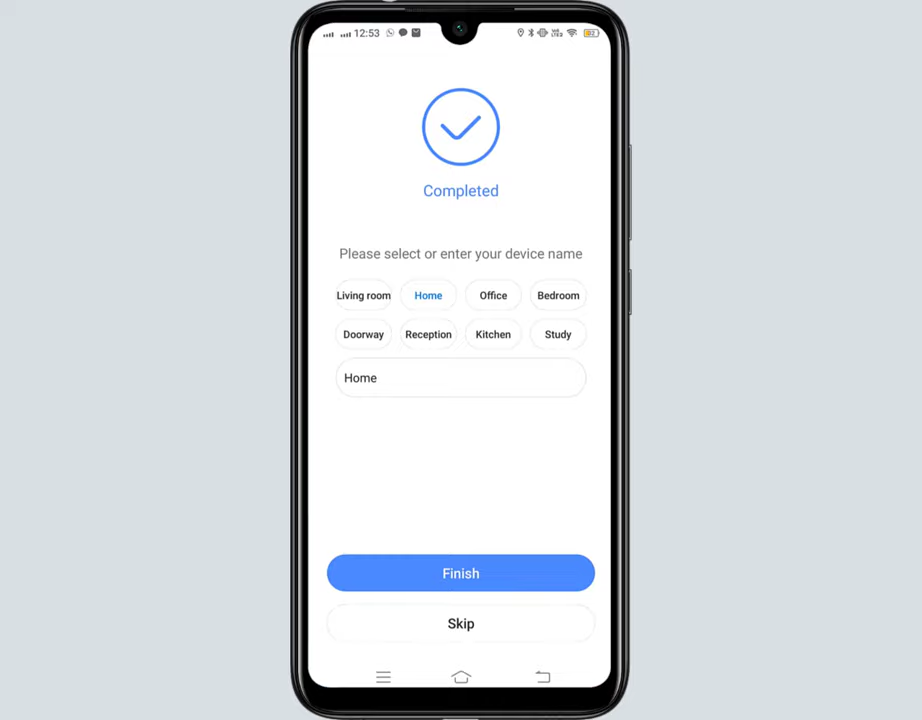 12:53
Completed
Please select or enter your device name
Living room Home Office Bedroom
Doorway Reception Kitchen Study
Home
Finish
Skip